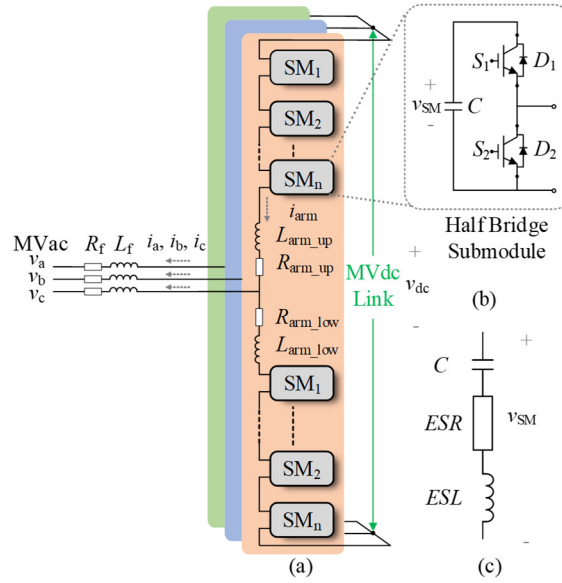 SM1
SM2
SMn
iarm
Larm_up
Rarm_up
MVac
Rf Lf ia, ib, ic
va
vb
vc
Rarm_low
Larm_low
SM1
SM2
SMn
(a)
MVdc
Link
+
vdc
-
S1 D1
+
vSM C
-
S2 D2
Half Bridge
Submodule
(b)
+
C
ESR vSM
ESL
-
(c)